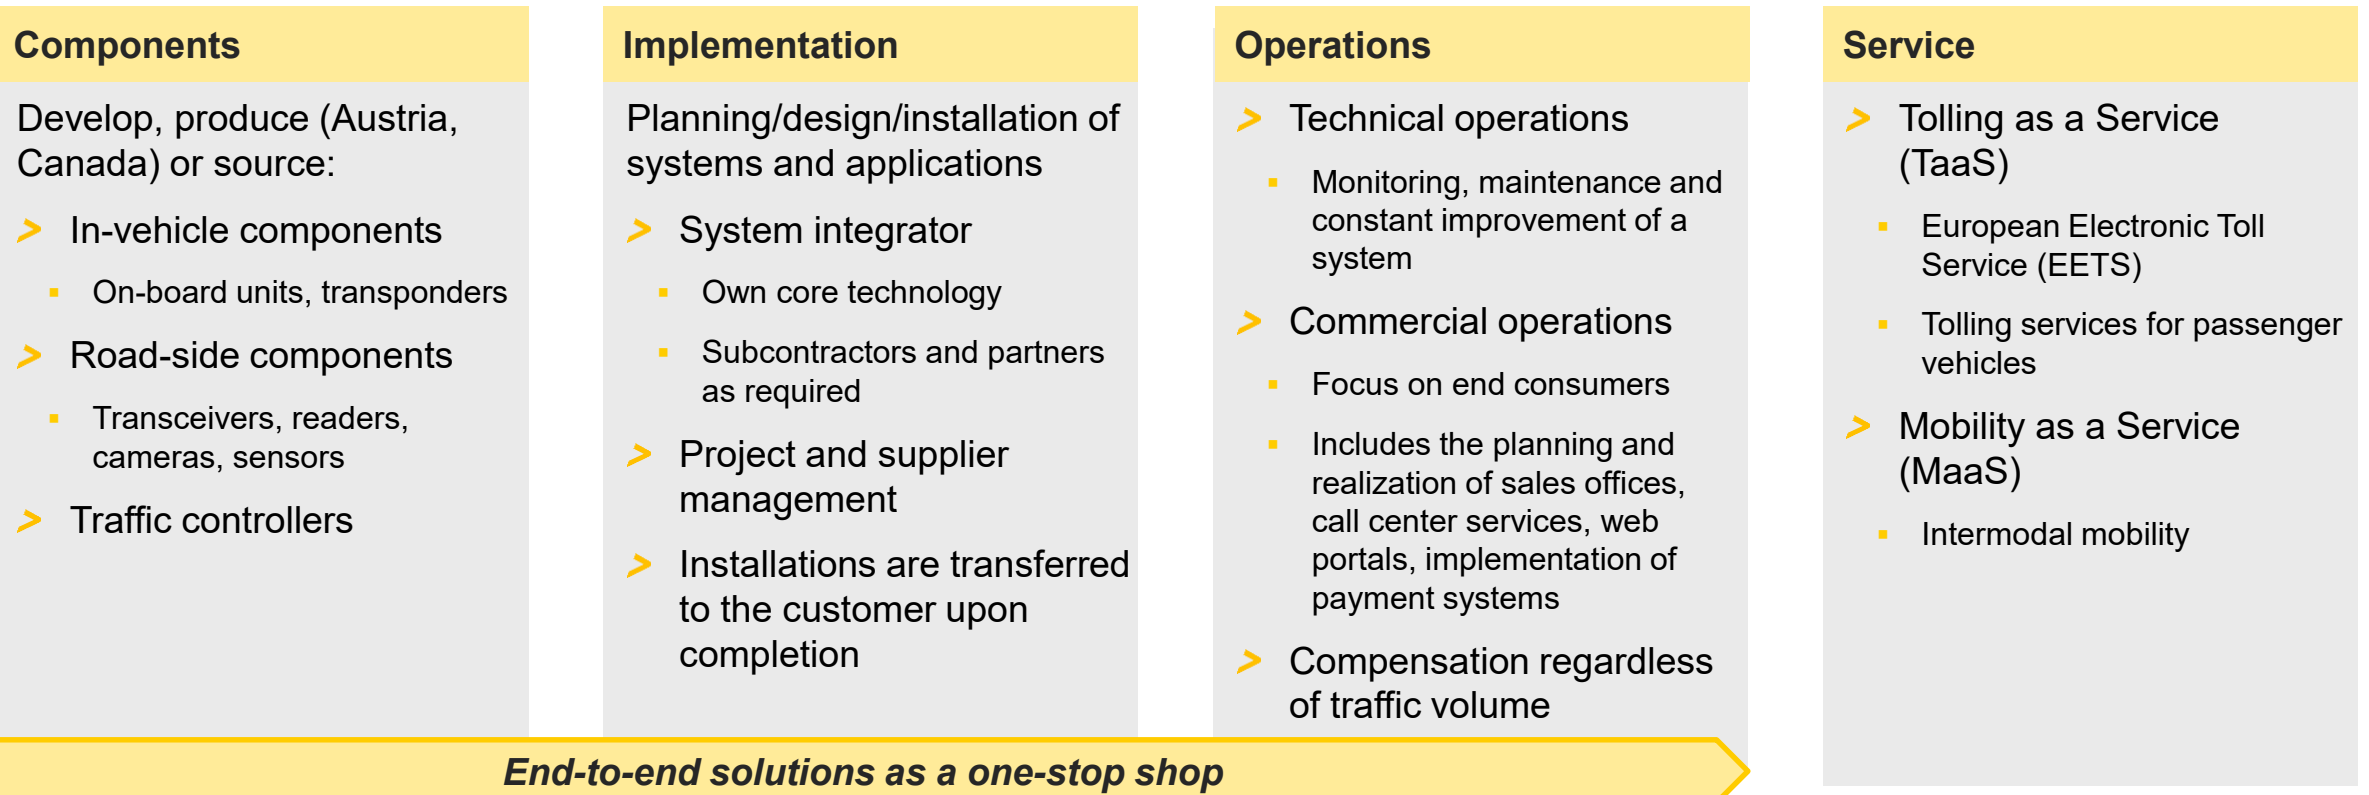 Components
Develop, produce (Austria,
Canada) or source:
> In-vehicle components
▪ On-board units, transponders
> Road-side components
▪ Transceivers, readers,
cameras, sensors
> Traffic controllers
Implementation
Planning/design/installation of
systems and applications
> System integrator
▪ Own core technology
▪ Subcontractors and partners
as required
> Project and supplier
management
> Installations are transferred
to the customer upon
completion
Operations
> Technical operations
▪ Monitoring, maintenance and
constant improvement of a
system
> Commercial operations
▪ Focus on end consumers
▪ Includes the planning and
realization of sales offices,
call center services, web
portals, implementation of
payment systems
> Compensation regardless
of traffic volume
Service
> Tolling as a Service
(TaaS)
▪ European Electronic Toll
Service (EETS)
▪ Tolling services for passenger
vehicles
> Mobility as a Service
(MaaS)
▪ Intermodal mobility
End-to-end solutions as a one-stop shop